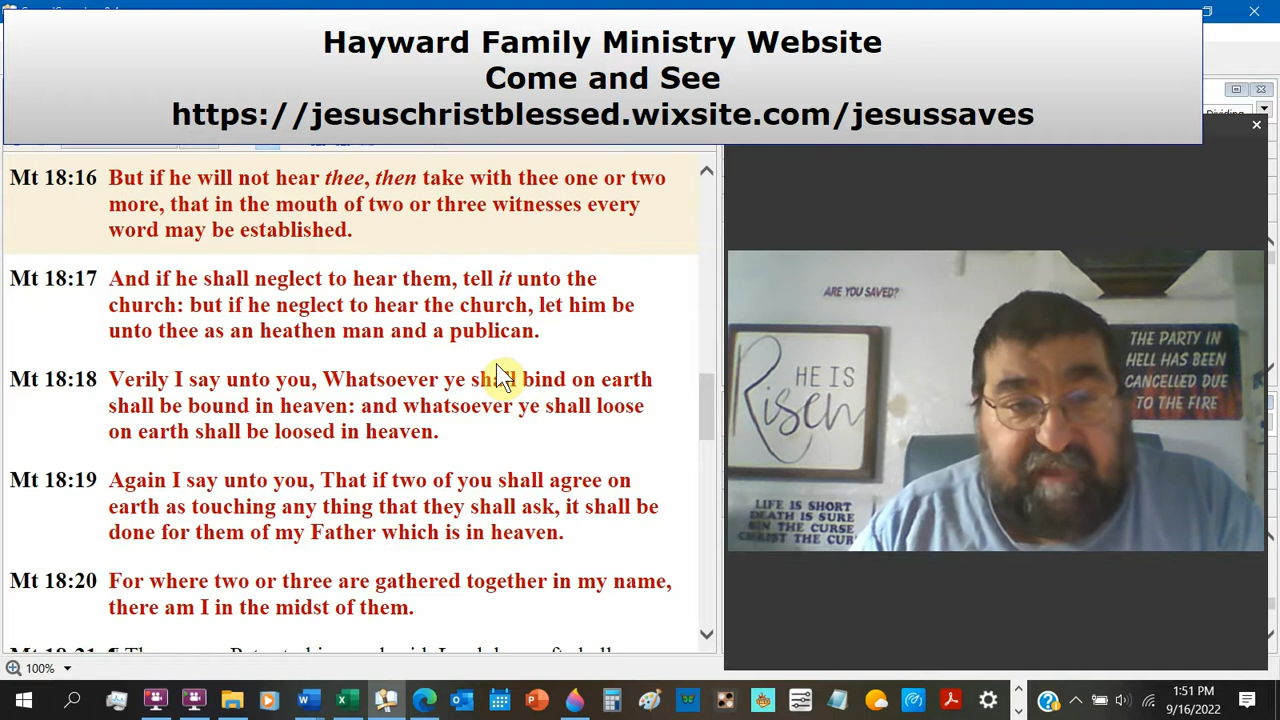 Hayward Family Ministry Website
Come and See
https://jesuschristblessed.wixsite.com/jesussaves
Mt 18:16 But if he will not hear thee, then take with thee one or two
more, that in the mouth of two or three witnesses every
word may be established.
Mt 18:17 And if he shall neglect to hear them, tell it unto the
church: but if he neglect to hear the church, let him be
unto thee as an heathen man and a publican.
Mt 18:18 Verily I say unto you, Whatsoever ye shall bind on earth
shall be bound in heaven: and whatsoever ye shall loose
on earth shall be loosed in heaven.
Mt 18:19 Again I say unto you, That if two of you shall agree on
earth as touching any thing that they shall ask, it shall be
done for them of my Father which is in heaven.
Mt 18:20 For where two or three are gathered together in my name,
there am I in the midst of them.
ARE YOU SAVED?
HE IS
Risen
THE PARTY IN
HELL HAS BEEN
CANCELLED DUE
TO THE FIRE
LIFE IS SHORT
DEATH IS SURE
SIN THE CURSE
CHRIST THE CUR
100%
1:51 PM
9/16/2022